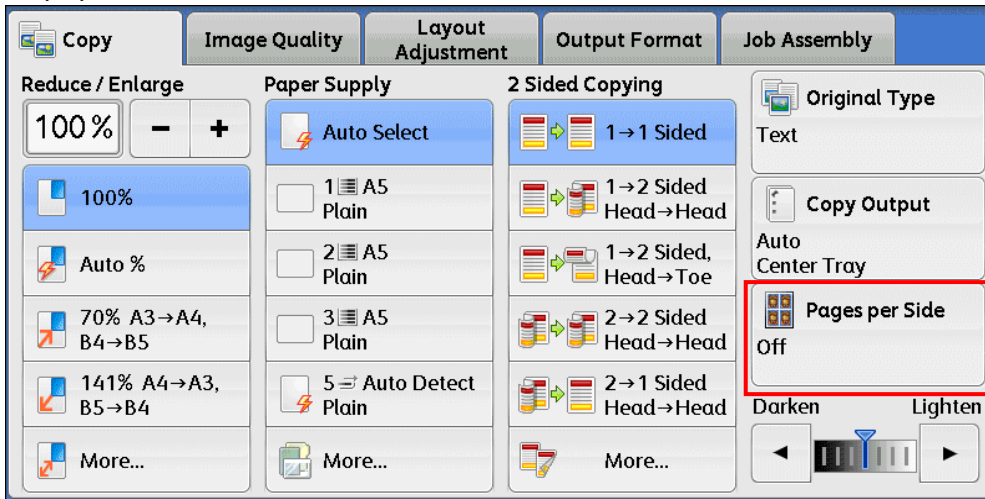 Copy
Image Quality
Layout
Adjustment
Output Format
Job Assembly
Reduce / Enlarge
100%
−
+
100%
Auto %
70% A3→A4,
B4→B5
141% A4→A3,
B5→B4
More...
Paper Supply
Auto Select
1 A5
Plain
2 A5
Plain
3 A5
Plain
5 Auto Detect
Plain
More...
2 Sided Copying
1→1 Sided
1→2 Sided
Head→Head
1→2 Sided,
Head→Toe
2→2 Sided
Head→Head
2→1 Sided
Head→Head
More...
Original Type
Text
Copy Output
Auto
Center Tray
Pages per Side
Off
Darken Lighten